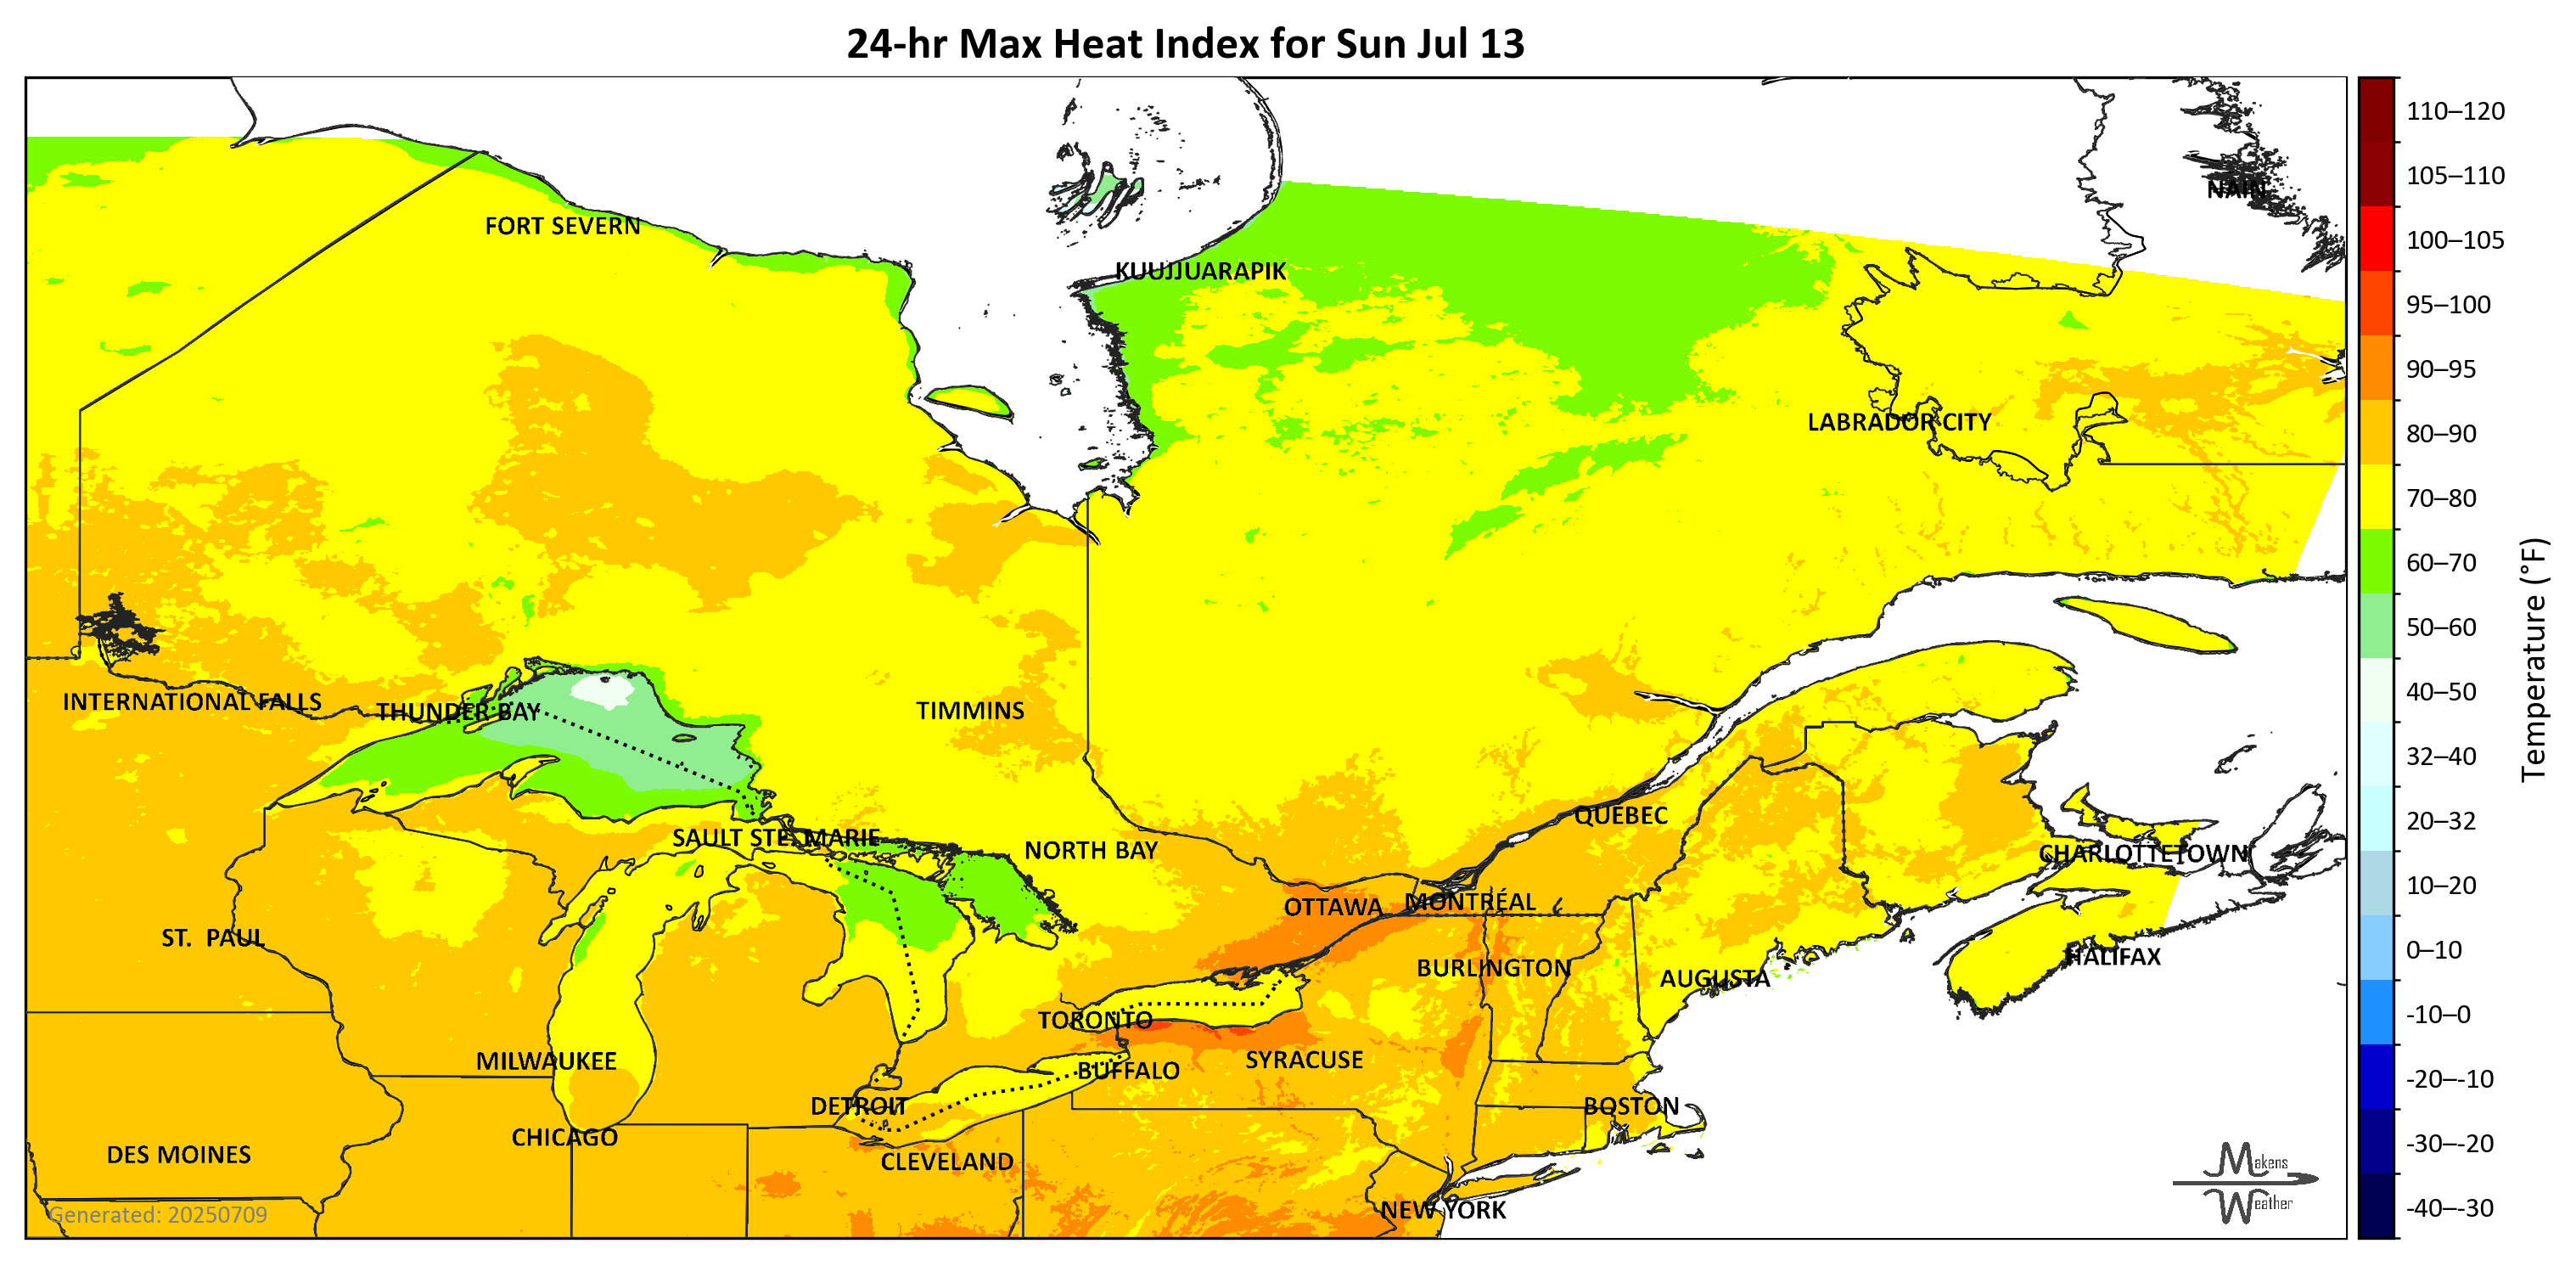 24-hr Max Heat Index for Sun Jul 13
NAIN
FORT SEVERN
KUUJJUARAPIK
LABRADOR CITY
INTERNATIONAL FALLS
THUNDER BAY
TIMMINS
QUEBEC
SAULT STE. MARIE
NORTH BAY
CHARLOTTETOWN
OTTAWA
MONTRÉAL
ST. PAUL
HALIFAX
BURLINGTON
AUGUSTA
TORONTO
MILWAUKEE
SYRACUSE
BUFFALO
DETROIT
BOSTON
CHICAGO
DES MOINES
CLEVELAND
NEW YORK
Generated: 20250709
Makens
Weather
110–120
105–110
100–105
95–100
90–95
80–90
70–80
60–70
50–60
40–50
32–40
20–32
10–20
0–10
-10–0
-20–-10
-30–-20
-40–-30
Temperature (°F)